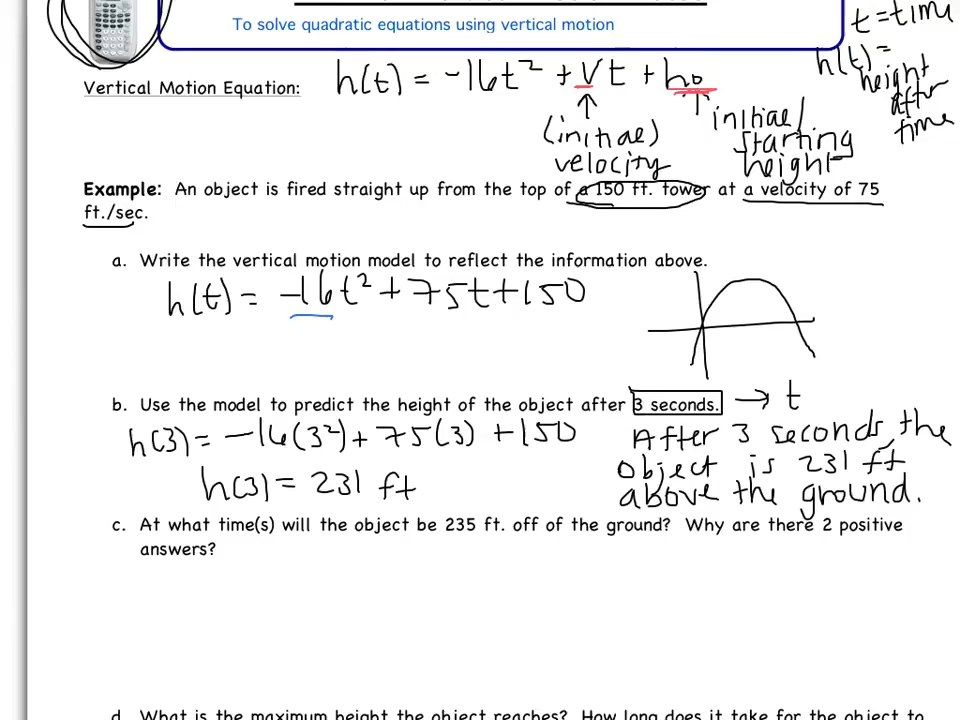 To solve quadratic equations using vertical motion
t = time
h(t) =
height
after
time
Vertical Motion Equation: h(t) = -16t² + vt + h₀
(initial)
velocity
initial/
starting
height
Example: An object is fired straight up from the top of a 150 ft. tower at a velocity of 75
ft./sec.
a. Write the vertical motion model to reflect the information above.
h(t) = -16t² + 75t + 150
b. Use the model to predict the height of the object after 3 seconds. → t
h(3) = -16(3²) + 75(3) + 150
h(3) = 231 ft
After 3 seconds, the
object is 231 ft
above the ground.
c. At what time(s) will the object be 235 ft. off of the ground? Why are there 2 positive
answers?
d. What is the maximum height the object reaches? How long does it take for the object to